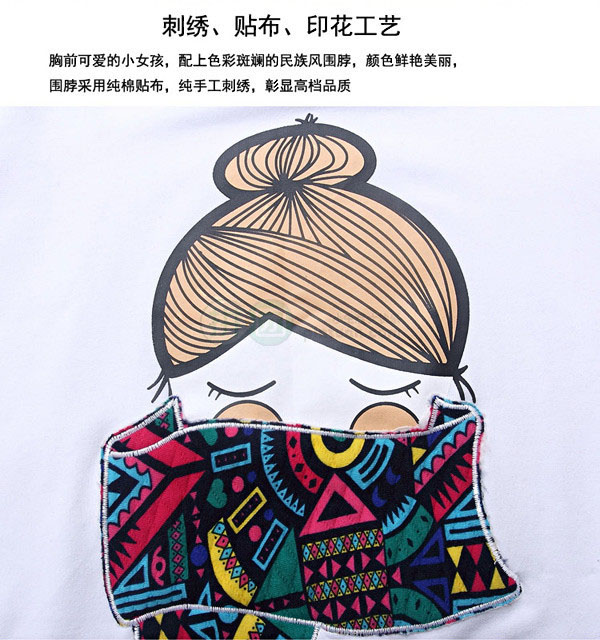 刺绣、贴布、印花工艺
胸前可爱的小女孩，配上色彩斑斓的民族风围脖，颜色鲜艳美丽，
围脖采用纯棉贴布，纯手工刺绣，彰显高档品质